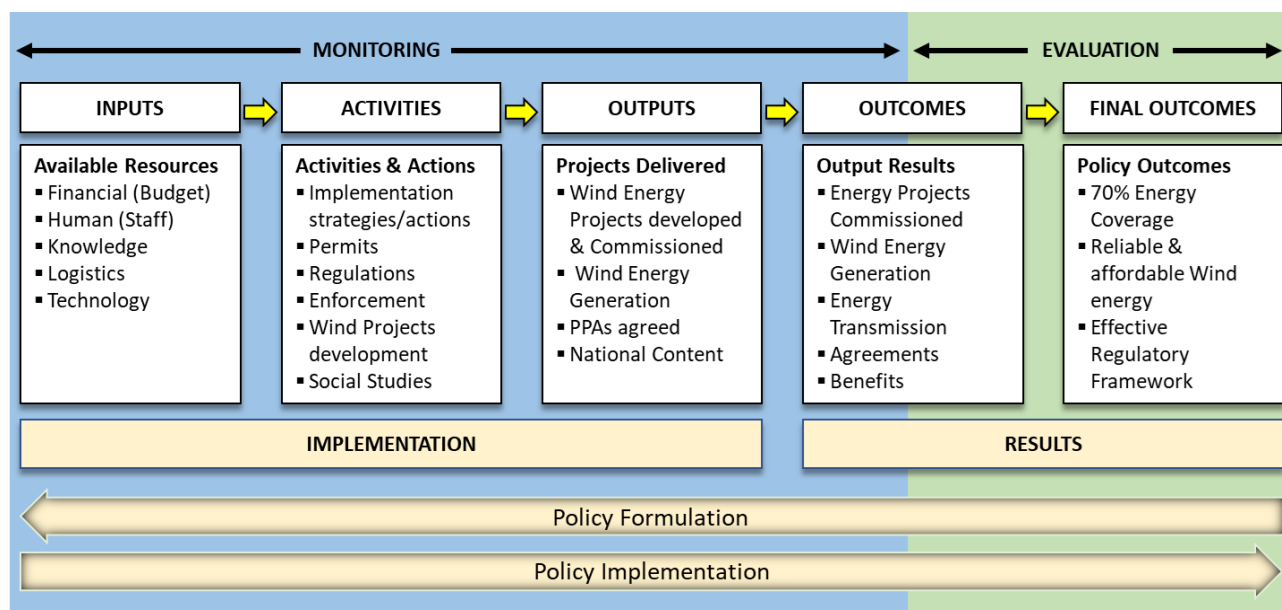 MONITORING
EVALUATION
INPUTS
ACTIVITIES
OUTPUTS
OUTCOMES
FINAL OUTCOMES
Available Resources
▪ Financial (Budget)
▪ Human (Staff)
▪ Knowledge
▪ Logistics
▪ Technology
Activities & Actions
▪ Implementation
strategies/actions
▪ Permits
▪ Regulations
▪ Enforcement
▪ Wind Projects
development
▪ Social Studies
Projects Delivered
▪ Wind Energy
Projects developed
& Commissioned
▪ Wind Energy
Generation
▪ PPAs agreed
▪ National Content
Output Results
▪ Energy Projects
Commissioned
▪ Wind Energy
Generation
▪ Energy
Transmission
▪ Agreements
▪ Benefits
Policy Outcomes
▪ 70% Energy
Coverage
▪ Reliable &
affordable Wind
energy
▪ Effective
Regulatory
Framework
IMPLEMENTATION
RESULTS
Policy Formulation
Policy Implementation